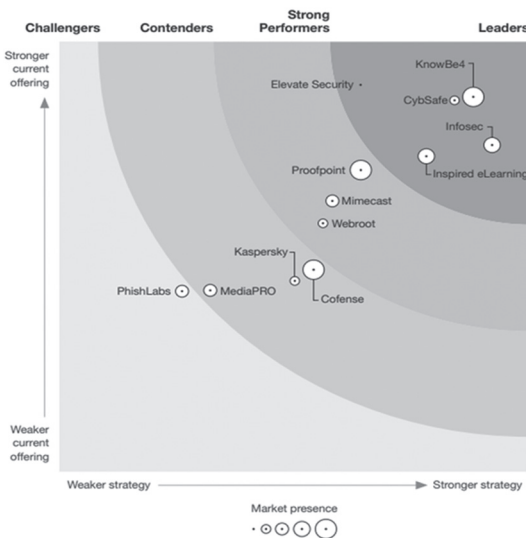 Challengers
Contenders
Strong
Performers
Leaders
Stronger
current
offering
KnowBe4
Elevate Security
CybSafe
Infosec
Proofpoint
Inspired eLearning
Mimecast
Webroot
Kaspersky
PhishLabs
MediaPRO
Cofense
Weaker
current
offering
Weaker strategy
Stronger strategy
Market presence